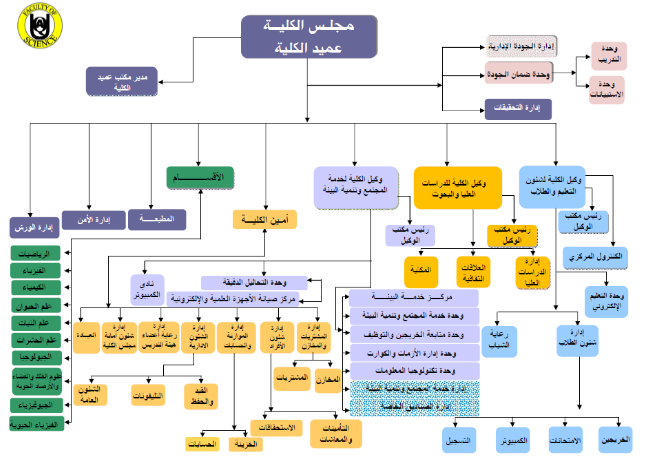 FACULTY OF
SCIENCE
مجلس الكلية
عميد الكلية
مدير مكتب عميد
الكلية
إدارة الجودة الإدارية
وحدة ضمان الجودة
إدارة التحقيقات
وحدة
التدريب
وحدة
الاستبيانات
إدارة الورش
إدارة الأمن
المطبعة
الأقسام
أمين الكلية
وكيل الكلية لخدمة
المجتمع وتنمية البيئة
وكيل الكلية للدراسات
العليا والبحوث
وكيل الكلية لشئون
التعليم والطلاب
رئيس مكتب
الوكيل
رئيس مكتب
الوكيل
رئيس مكتب
الوكيل
الكنترول المركزي
المكتبة
العلاقات
الثقافية
إدارة
الدراسات
العليا
وحدة التعليم
الإلكتروني
نادي
الكمبيوتر
وحدة التحاليل الدقيقة
مركز صيانة الأجهزة العلمية والإلكترونية
الرياضيات
الفيزياء
الكيمياء
علم الحيوان
علم النبات
علم الحشرات
الجيولوجيا
علوم الفلك والفضاء
والأرصاد الجوية
الجيوفيزياء
الفيزياء الحيوية
العيادة
إدارة
شئون أمانة
مجلس الكلية
إدارة
رعاية أعضاء
هيئة التدريس
إدارة
الشئون
الادارية
إدارة
الموازنة
والحسابات
إدارة
شئون
الأفراد
إدارة
المشتريات
والمخازن
مركز خدمة البيئة
وحدة خدمة المجتمع وتنمية البيئة
وحدة متابعة الخريجين والتوظيف
وحدة إدارة الأزمات والكوارث
وحدة تكنولوجيا المعلومات
إدارة خدمة المجتمع وتنمية البيئة
إدارة الصناديق الخاصة
رعاية
الشباب
إدارة
شئون الطلاب
الشئون
العامة
التليفونات
القيد
والحفظ
المشتريات
المخازن
الحسابات
الخزينة
الاستحقاقات
التأمينات
والمعاشات
التسجيل
الكمبيوتر
الامتحانات
الخريجين